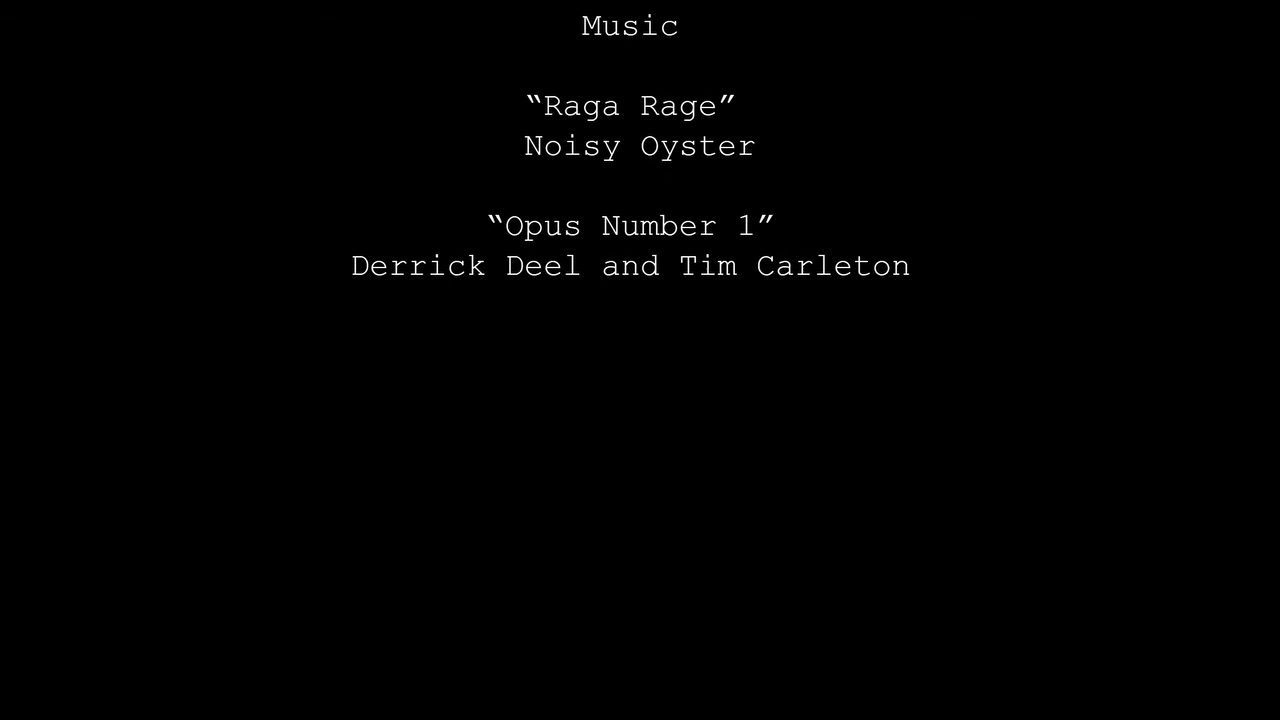 Music
“Raga Rage”
Noisy Oyster
“Opus Number 1”
Derrick Deel and Tim Carleton